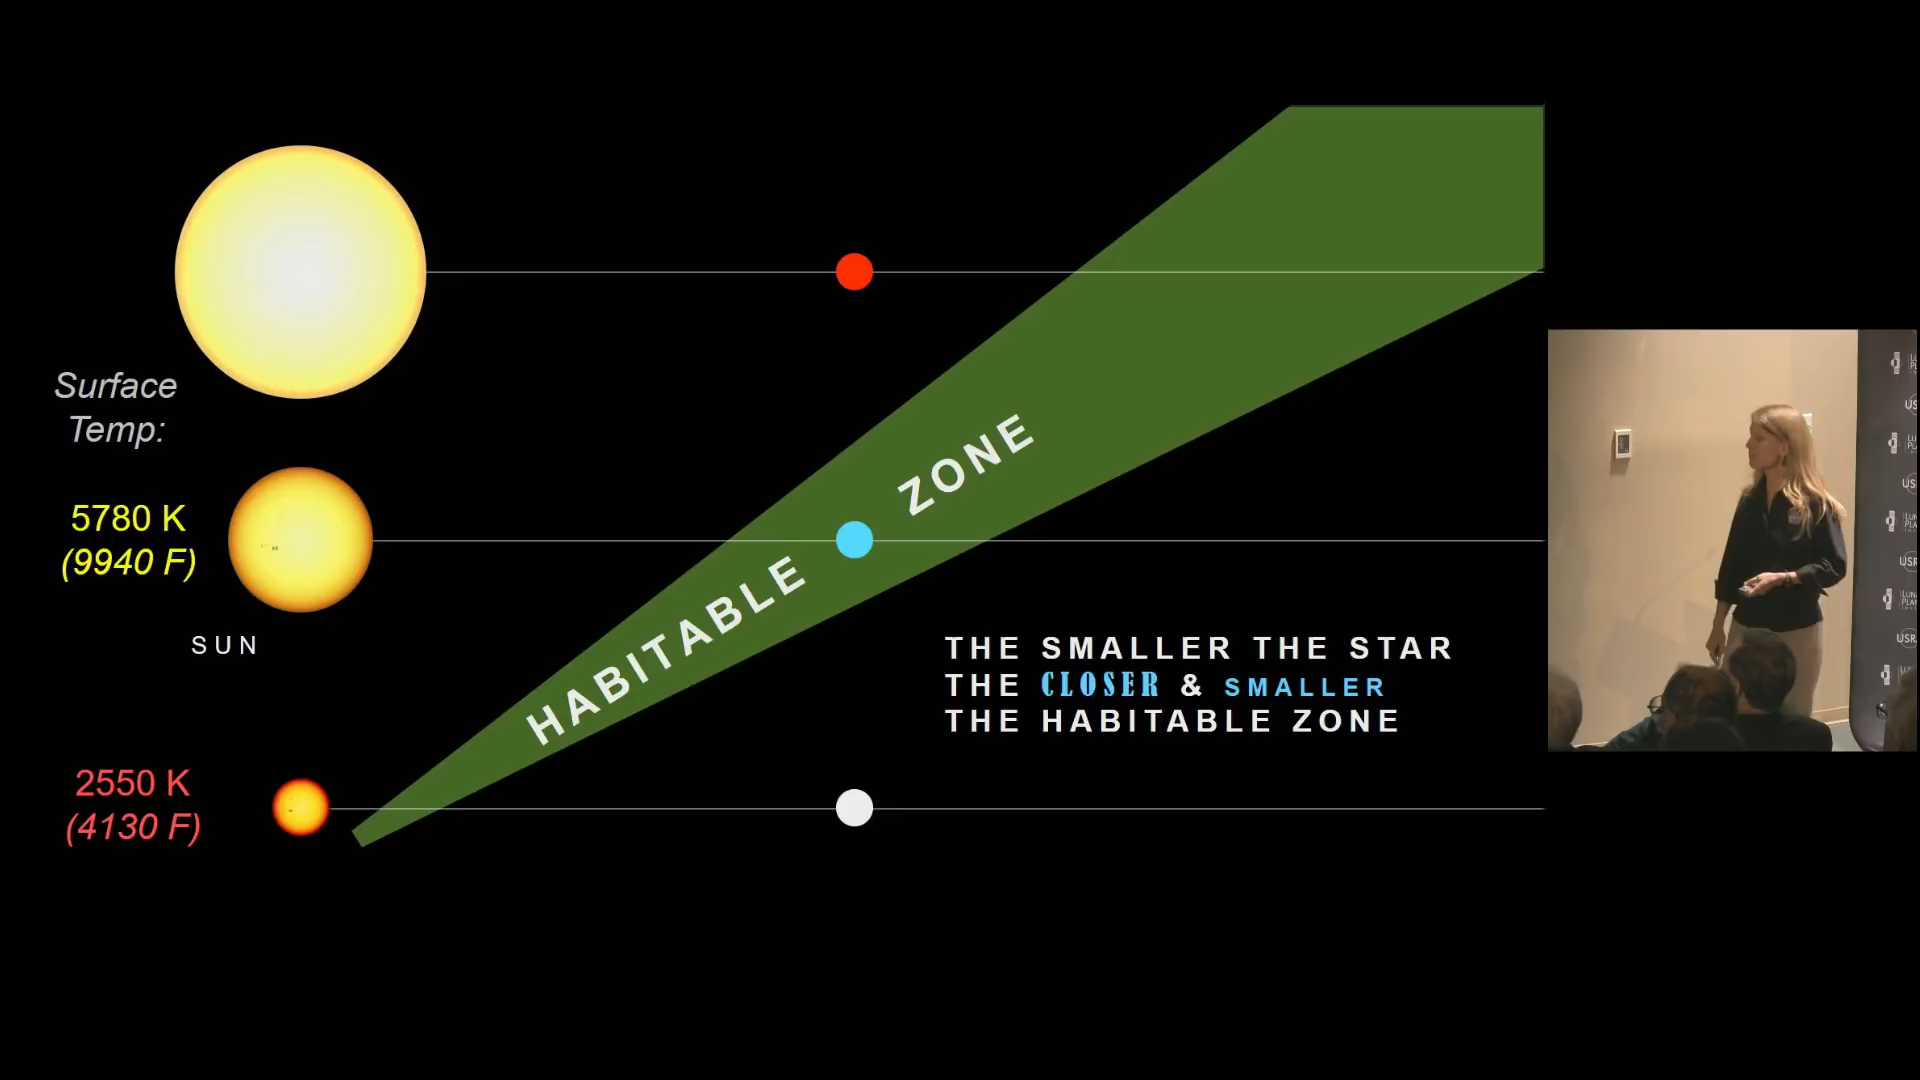 Surface
Temp:
5780 K
(9940 F)
SUN
2550 K
(4130 F)
HABITABLE ZONE
THE SMALLER THE STAR
THE CLOSER & SMALLER
THE HABITABLE ZONE
USR